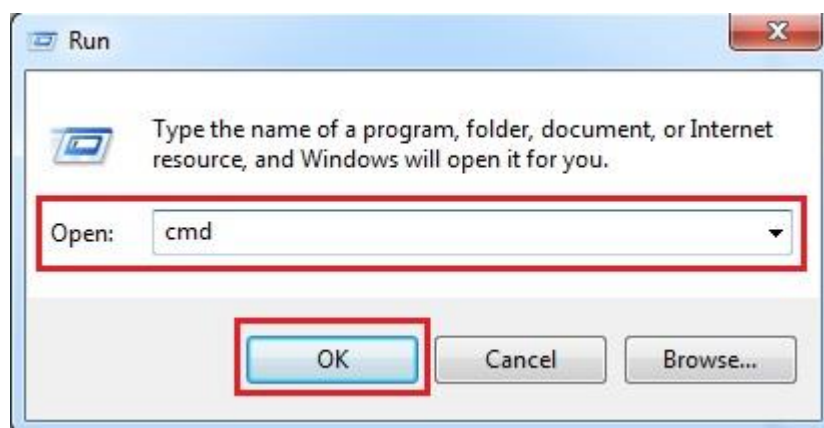 Run
Type the name of a program, folder, document, or Internet
resource, and Windows will open it for you.
Open: cmd
OK Cancel Browse...